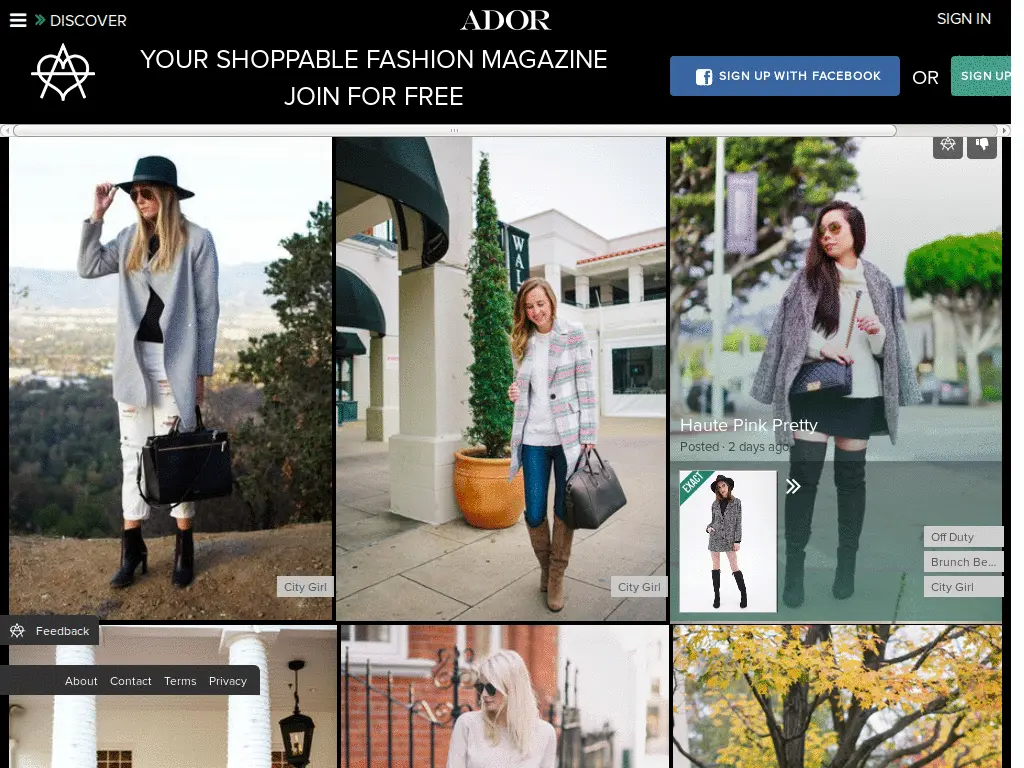 DISCOVER
ADOR
SIGN IN
YOUR SHOPPABLE FASHION MAGAZINE
JOIN FOR FREE
SIGN UP WITH FACEBOOK
OR
SIGN UP
WAL
Haute Pink Pretty
Posted · 2 days ago
EXACT
City Girl
City Girl
Off Duty
Brunch Be...
City Girl
Feedback
About
Contact
Terms
Privacy